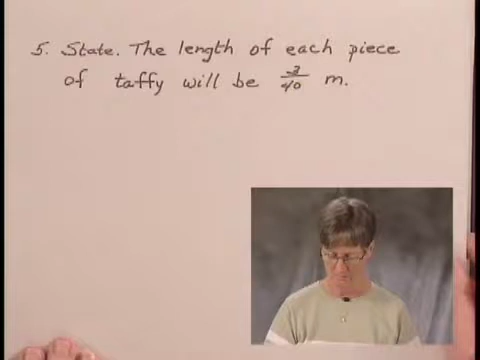 5. State. The length of each piece
of taffy will be 3/40 m.